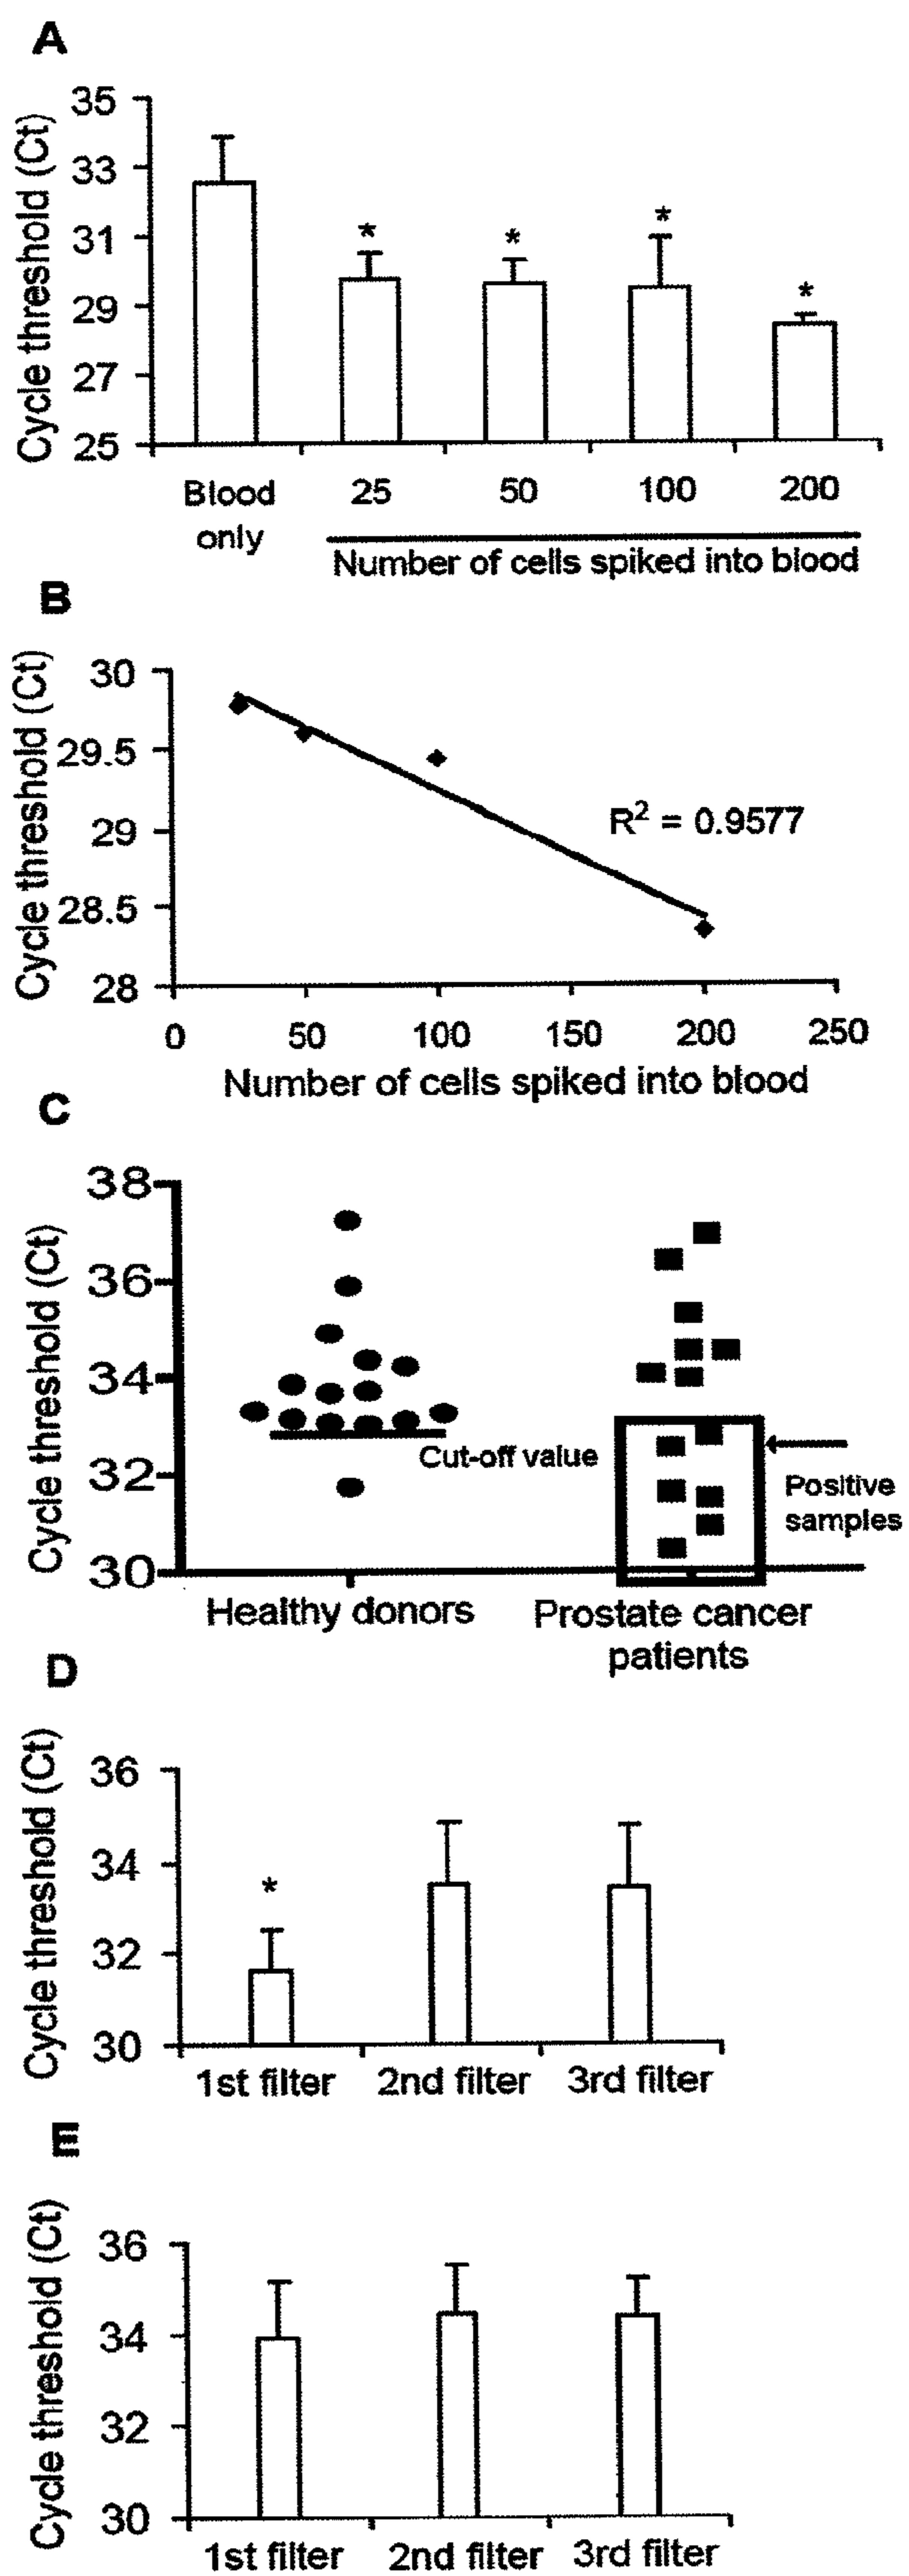 A
Cycle threshold (Ct)
35
33
31
29
27
25
* * * *
Blood only 25 50 100 200
Number of cells spiked into blood
B
Cycle threshold (Ct)
30
29.5
29
28.5
28
R² = 0.9577
0 50 100 150 200 250
Number of cells spiked into blood
C
Cycle threshold (Ct)
38
36
34
32
30
Cut-off value
Positive
samples
Healthy donors
Prostate cancer
patients
D
Cycle threshold (Ct)
36
34
32
30
*
1st filter 2nd filter 3rd filter
E
Cycle threshold (Ct)
36
34
32
30
1st filter 2nd filter 3rd filter